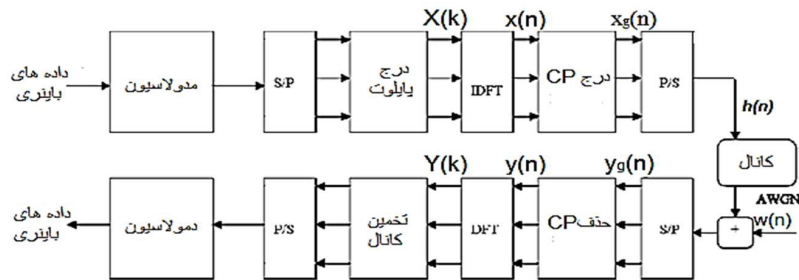 X(k)
x(n)
xg(n)
داده های
باینری
مدولاسیون
S/P
درج
پایلوت
IDFT
درج CP
P/S
h(n)
کانال
AWGN
w(n)
+
Y(k)
y(n)
yg(n)
داده های
باینری
دمولاسیون
P/S
تخمین
کانال
DFT
حذف CP
S/P